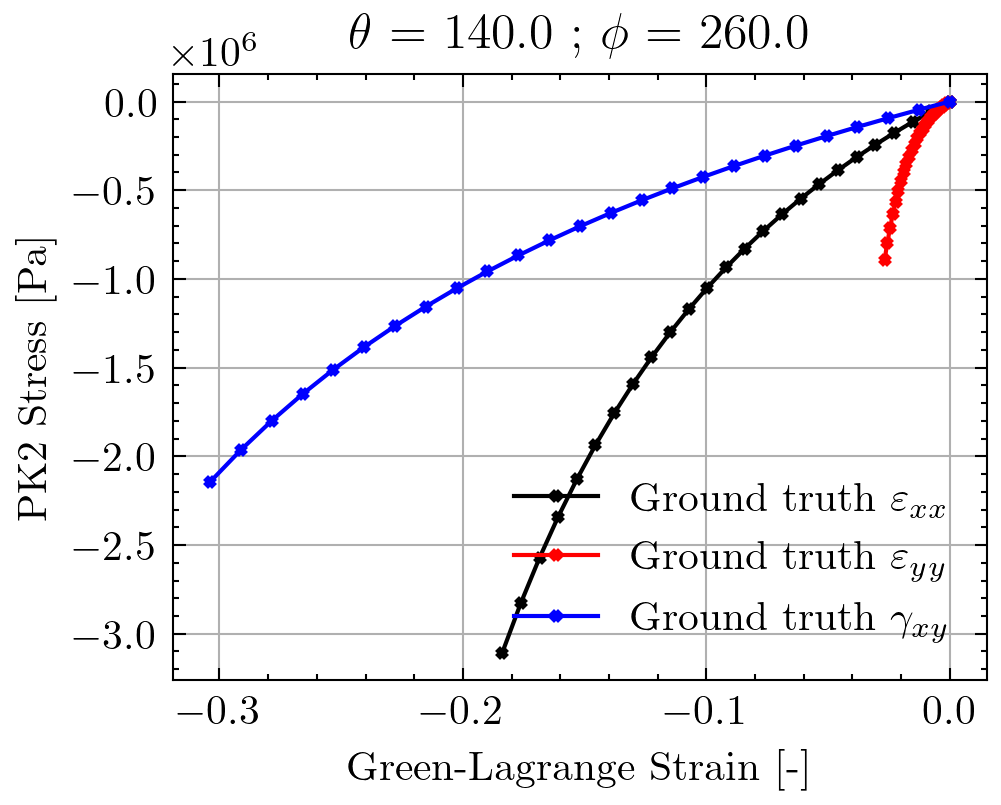 θ = 140.0 ; ϕ = 260.0
×10⁶
0.0
−0.5
−1.0
−1.5
−2.0
−2.5
−3.0
PK2 Stress [Pa]
Ground truth εₓₓ
Ground truth ε_yy
Ground truth γ_xy
−0.3 −0.2 −0.1 0.0
Green-Lagrange Strain [-]